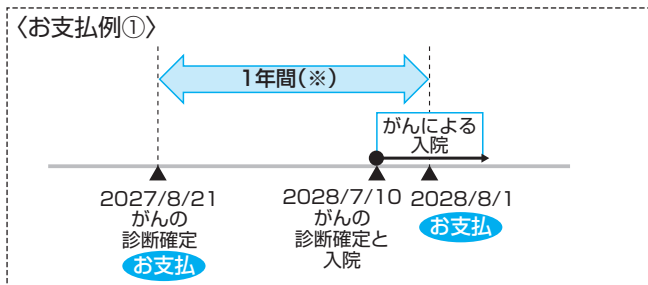 〈お支払例①〉
1年間(※)
がんによる
入院
2027/8/21
がんの
診断確定
お支払
2028/7/10
がんの
診断確定と
入院
2028/8/1
お支払